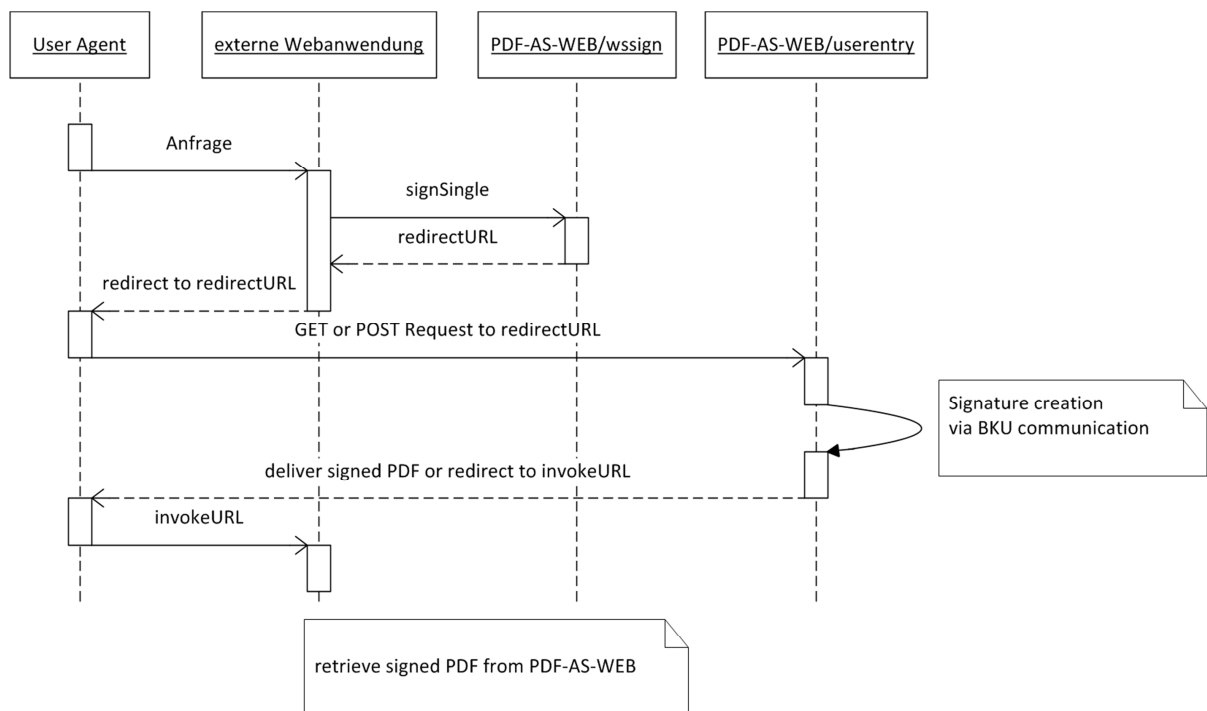 User Agent
externe Webanwendung
PDF-AS-WEB/wssign
PDF-AS-WEB/userentry
Anfrage
signSingle
redirectURL
redirect to redirectURL
GET or POST Request to redirectURL
Signature creation
via BKU communication
deliver signed PDF or redirect to invokeURL
invokeURL
retrieve signed PDF from PDF-AS-WEB